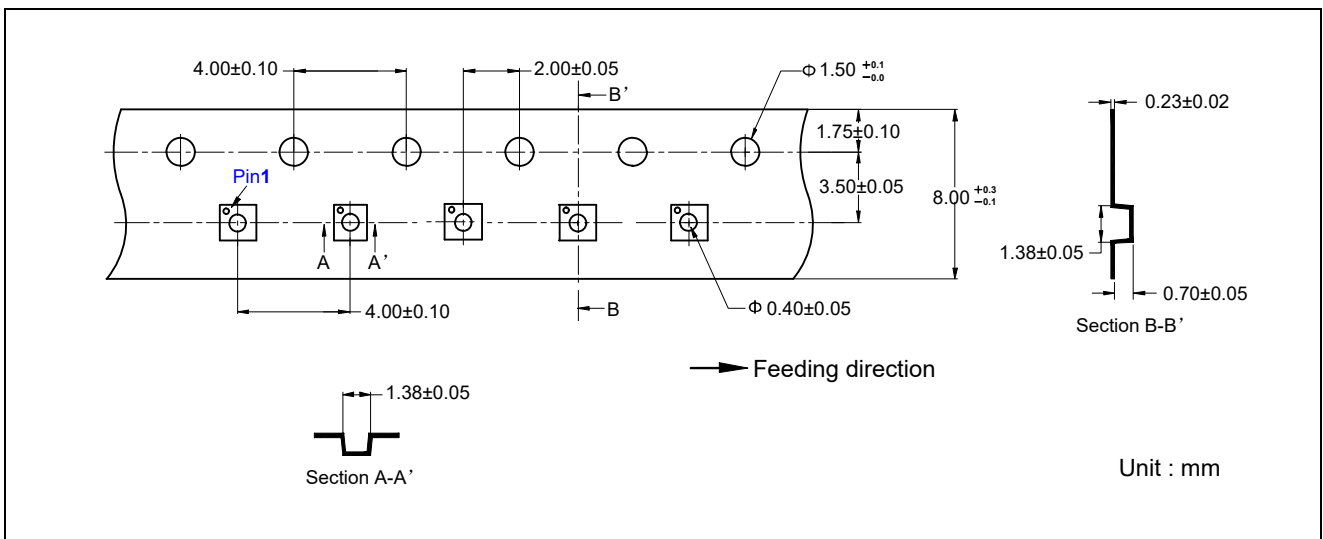 4.00±0.10
2.00±0.05
Φ 1.50 +0.1 −0.0
B’
1.75±0.10
3.50±0.05
8.00 +0.3 −0.1
Pin1
A
A’
4.00±0.10
B
Φ 0.40±0.05
0.23±0.02
1.38±0.05
0.70±0.05
Section B-B’
Feeding direction
1.38±0.05
Section A-A’
Unit : mm